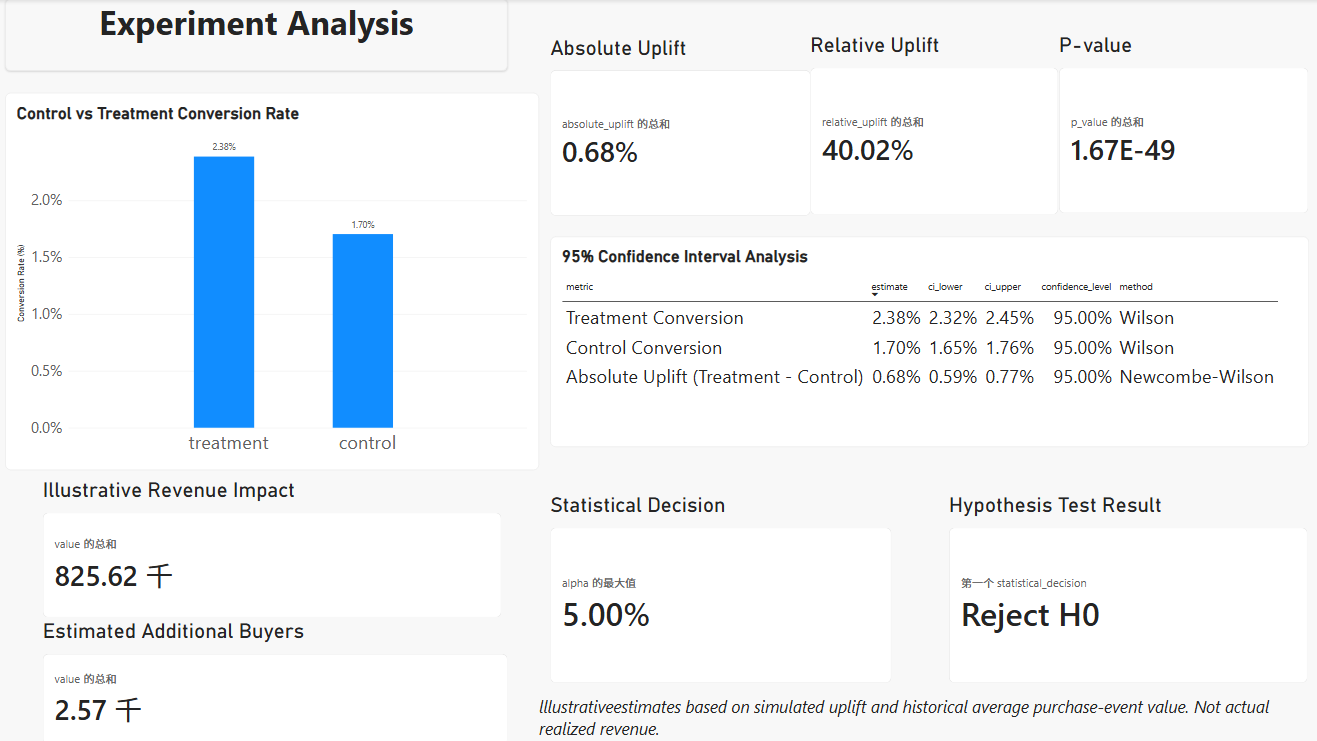 Experiment Analysis
Control vs Treatment Conversion Rate
Conversion Rate (%)
2.0%
1.5%
1.0%
0.5%
0.0%
2.38%
1.70%
treatment
control
Absolute Uplift
absolute_uplift 的总和
0.68%
Relative Uplift
relative_uplift 的总和
40.02%
P-value
p_value 的总和
1.67E-49
95% Confidence Interval Analysis
metric estimate ci_lower ci_upper confidence_level method
Treatment Conversion 2.38% 2.32% 2.45% 95.00% Wilson
Control Conversion 1.70% 1.65% 1.76% 95.00% Wilson
Absolute Uplift (Treatment - Control) 0.68% 0.59% 0.77% 95.00% Newcombe-Wilson
Illustrative Revenue Impact
value 的总和
825.62 千
Estimated Additional Buyers
value 的总和
2.57 千
Statistical Decision
alpha 的最大值
5.00%
Hypothesis Test Result
第一个 statistical_decision
Reject H0
Illustrativeestimates based on simulated uplift and historical average purchase-event value. Not actual
realized revenue.